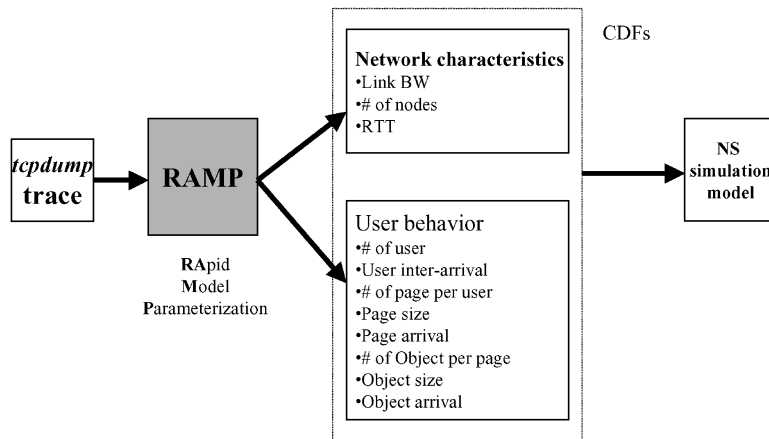 tcpdump
trace
RAMP
RApid
Model
Parameterization
CDFs
Network characteristics
•Link BW
•# of nodes
•RTT
User behavior
•# of user
•User inter-arrival
•# of page per user
•Page size
•Page arrival
•# of Object per page
•Object size
•Object arrival
NS
simulation
model